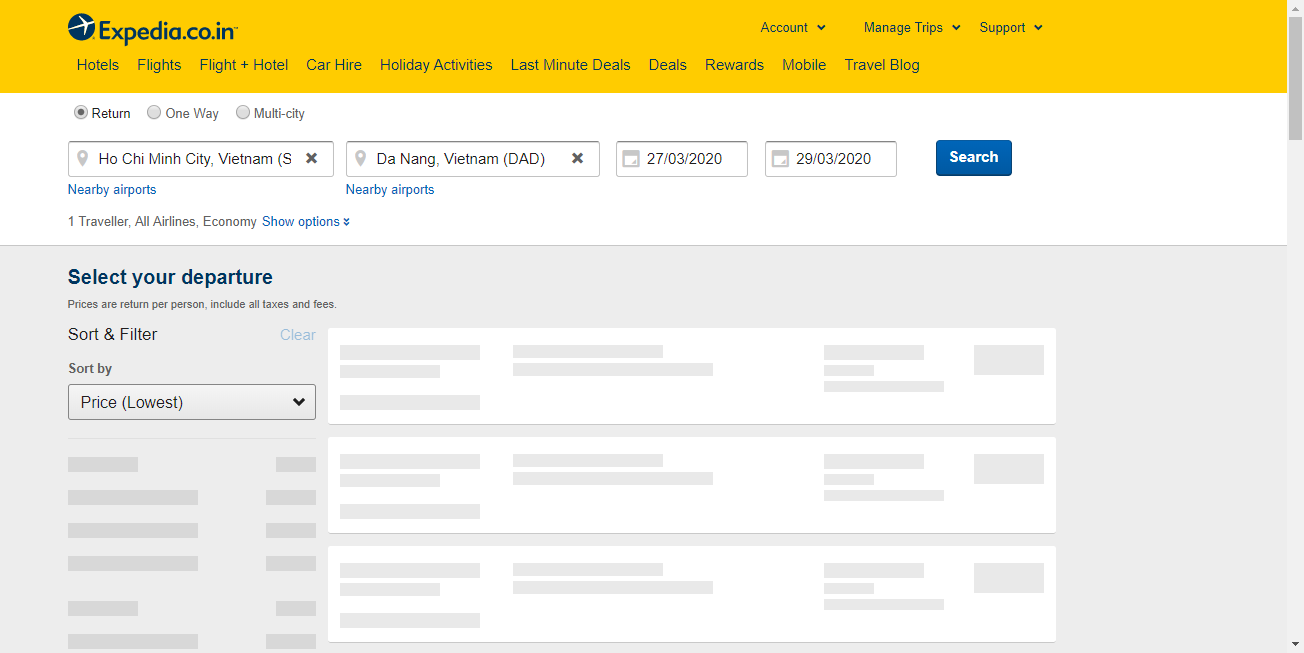 Expedia.co.in
Account Manage Trips Support
Hotels Flights Flight + Hotel Car Hire Holiday Activities Last Minute Deals Deals Rewards Mobile Travel Blog
Return One Way Multi-city
Ho Chi Minh City, Vietnam (S Da Nang, Vietnam (DAD) 27/03/2020 29/03/2020 Search
Nearby airports Nearby airports
1 Traveller, All Airlines, Economy Show options
Select your departure
Prices are return per person, include all taxes and fees.
Sort & Filter Clear
Sort by
Price (Lowest)